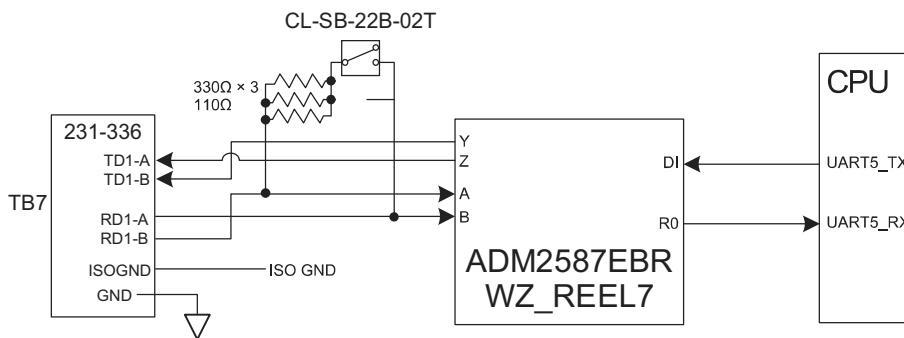 CL-SB-22B-02T
330Ω × 3
110Ω
CPU
231-336
TB7
TD1-A
TD1-B
RD1-A
RD1-B
ISOGND
GND
ISO GND
Y
Z
A
B
DI
R0
ADM2587EBR
WZ_REEL7
UART5_TX
UART5_RX